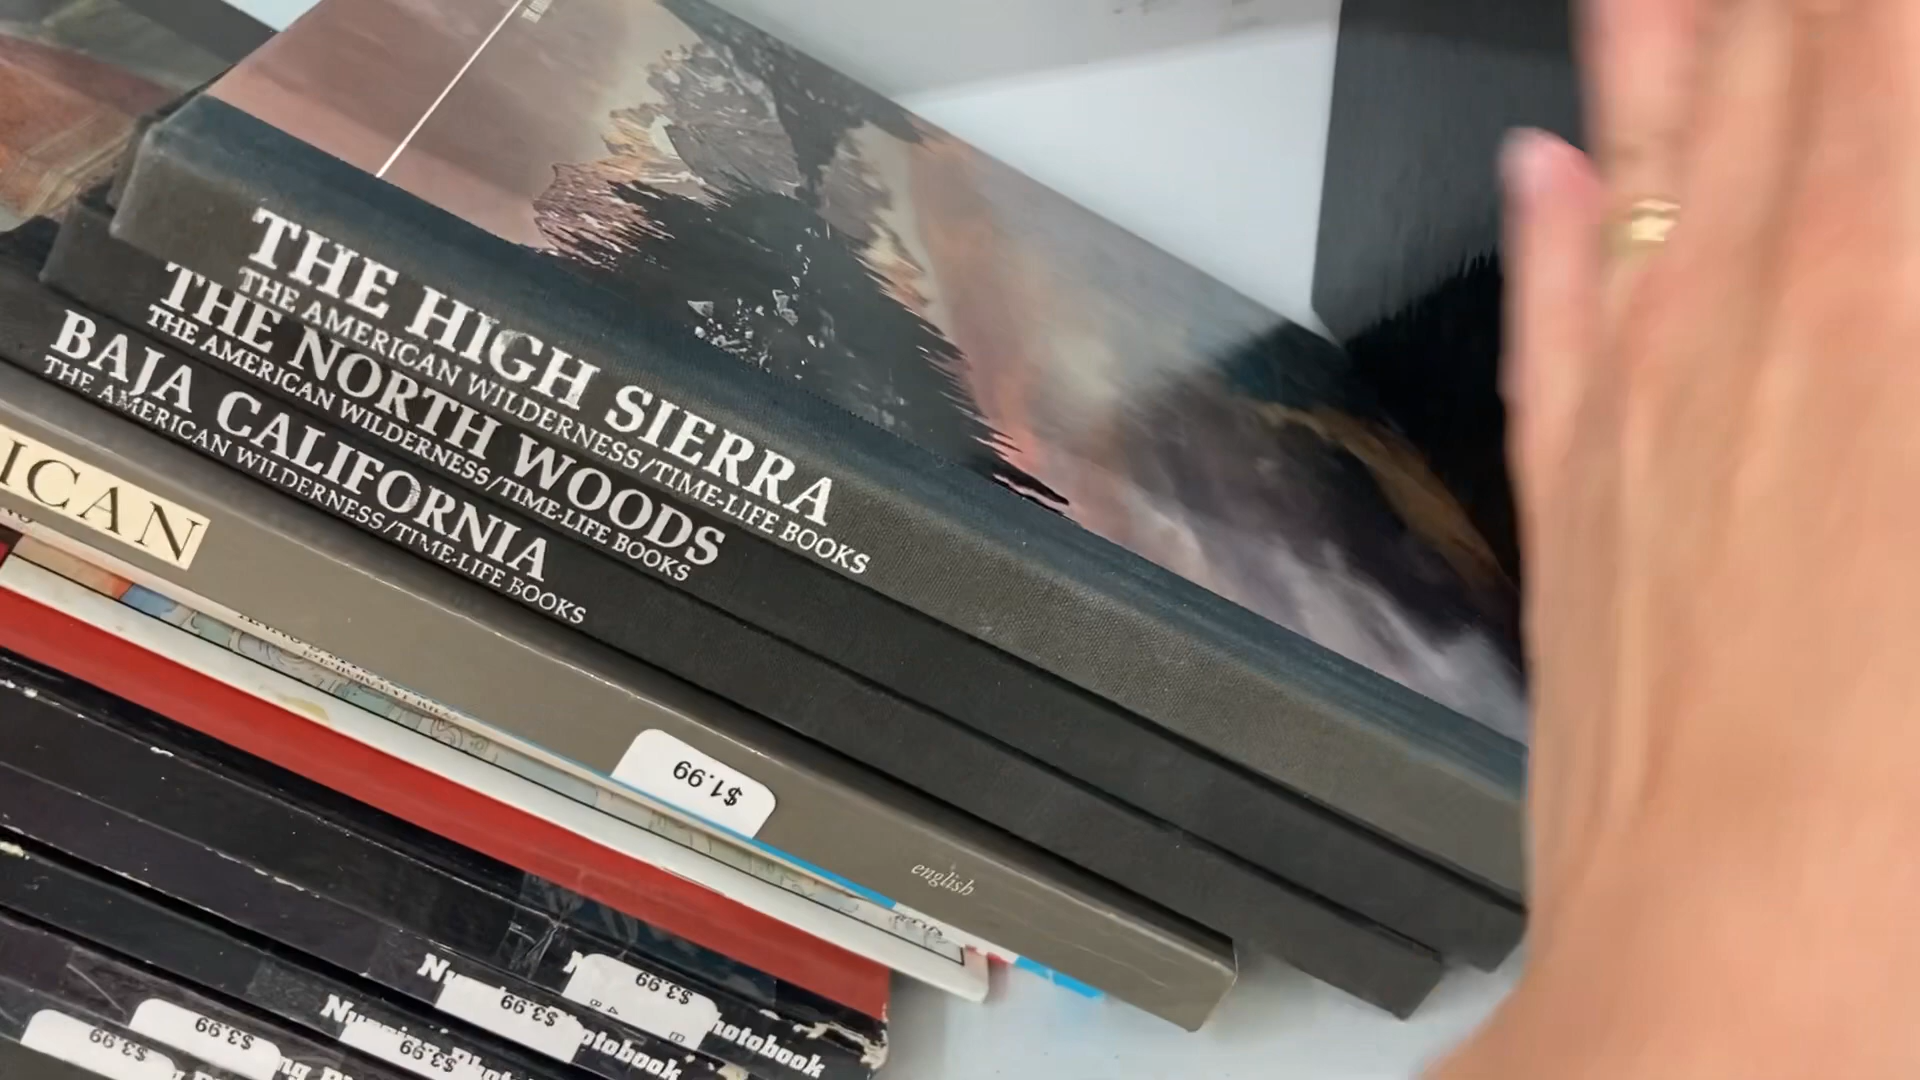 THE HIGH SIERRA
THE AMERICAN WILDERNESS/TIME-LIFE BOOKS
THE NORTH WOODS
THE AMERICAN WILDERNESS/TIME-LIFE BOOKS
BAJA CALIFORNIA
THE AMERICAN WILDERNESS/TIME-LIFE BOOKS
ICAN
$1.99
english
$3.99
$3.99
otobook
hotobook
$3.99
$3.99
$3.99